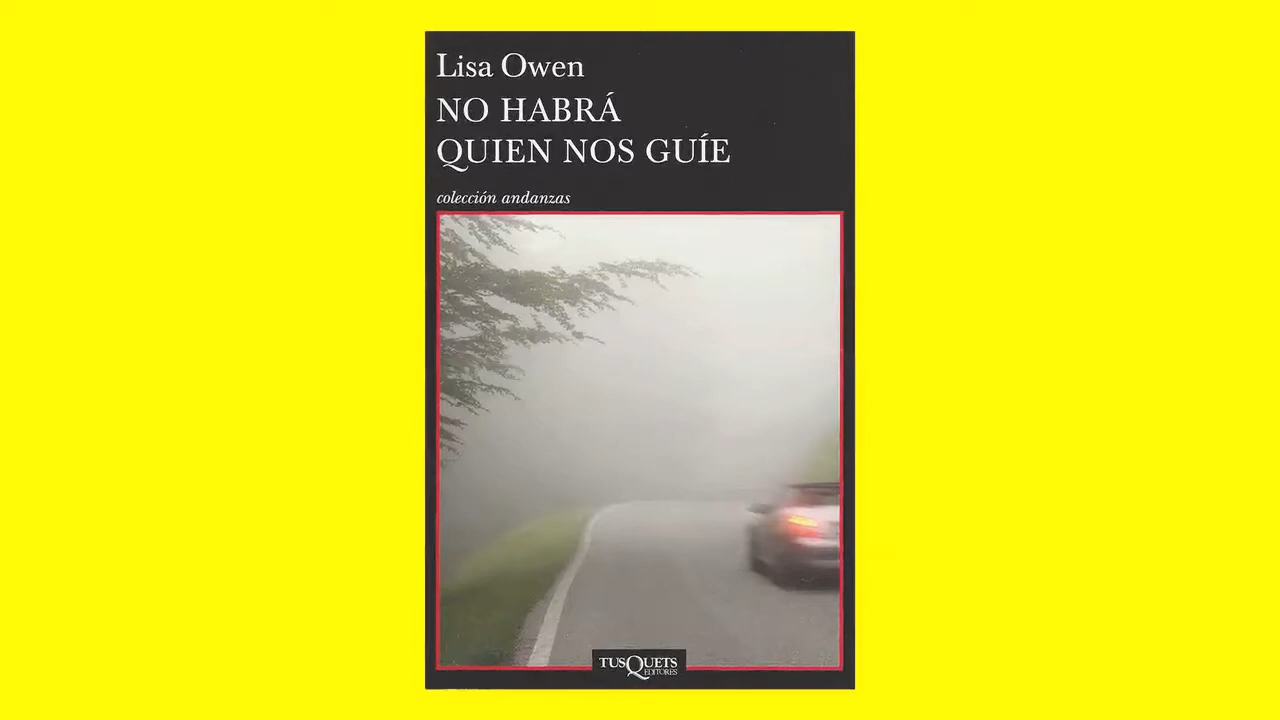 Lisa Owen
NO HABRÁ
QUIEN NOS GUÍE
colección andanzas
TUSQUETS
EDITORES